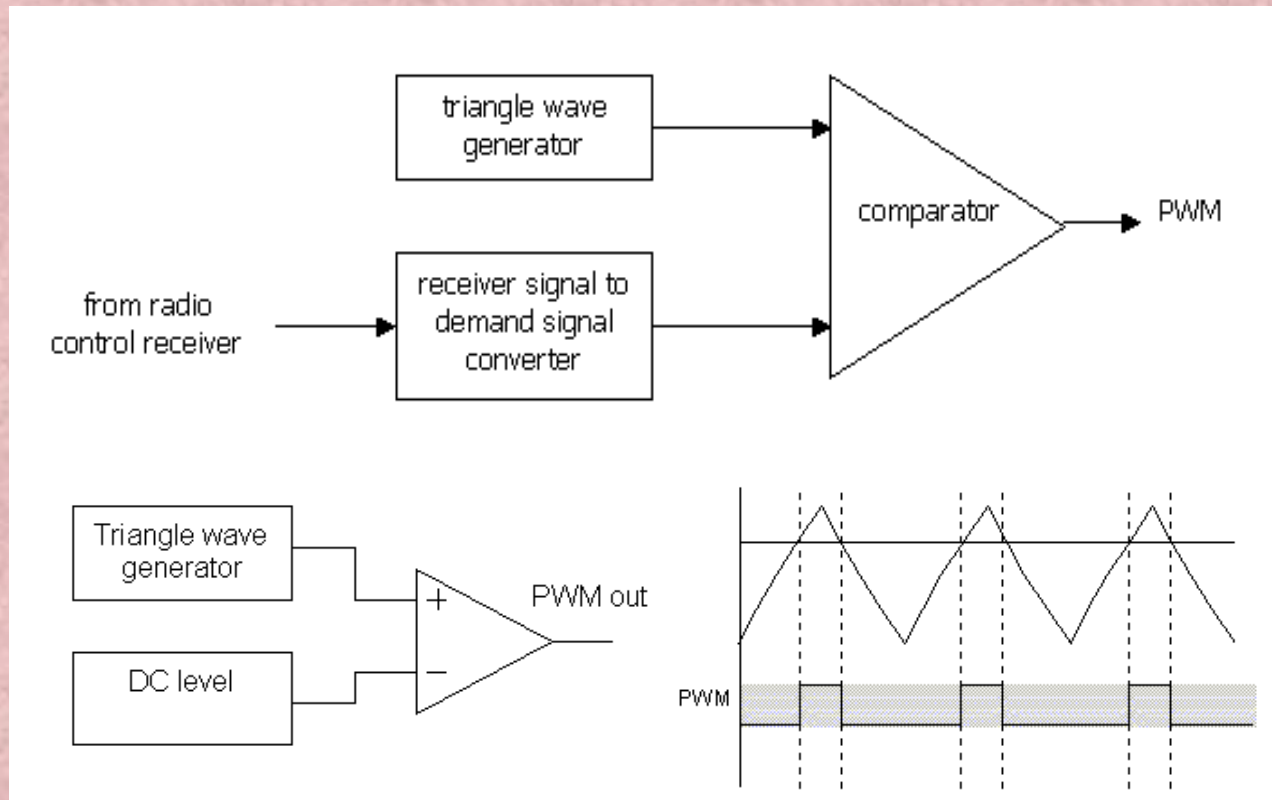 triangle wave
generator
comparator
PWM
from radio
control receiver
receiver signal to
demand signal
converter
Triangle wave
generator
+
PWM out
−
DC level
PWM